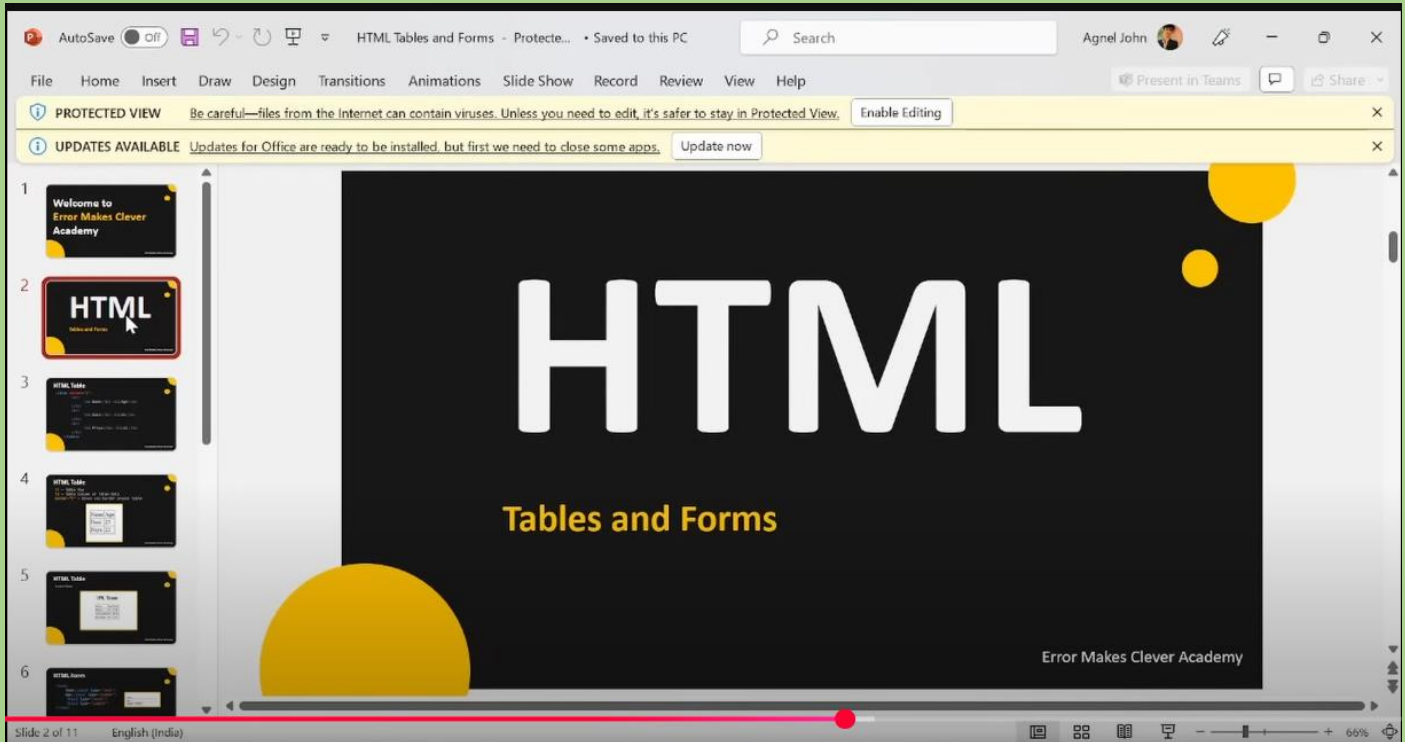 AutoSave Off HTML Tables and Forms - Protecte... • Saved to this PC Search Agnel John
File Home Insert Draw Design Transitions Animations Slide Show Record Review View Help Present in Teams Share
PROTECTED VIEW Be careful—files from the Internet can contain viruses. Unless you need to edit, it's safer to stay in Protected View. Enable Editing
UPDATES AVAILABLE Updates for Office are ready to be installed, but first we need to close some apps. Update now
1
Welcome to
Error Makes Clever
Academy
2
HTML
Tables and Forms
3
HTML Table
4
HTML Table
5
HTML Table
IPL Team
6
HTML Form
HTML
Tables and Forms
Error Makes Clever Academy
Slide 2 of 11 English (India) 66%